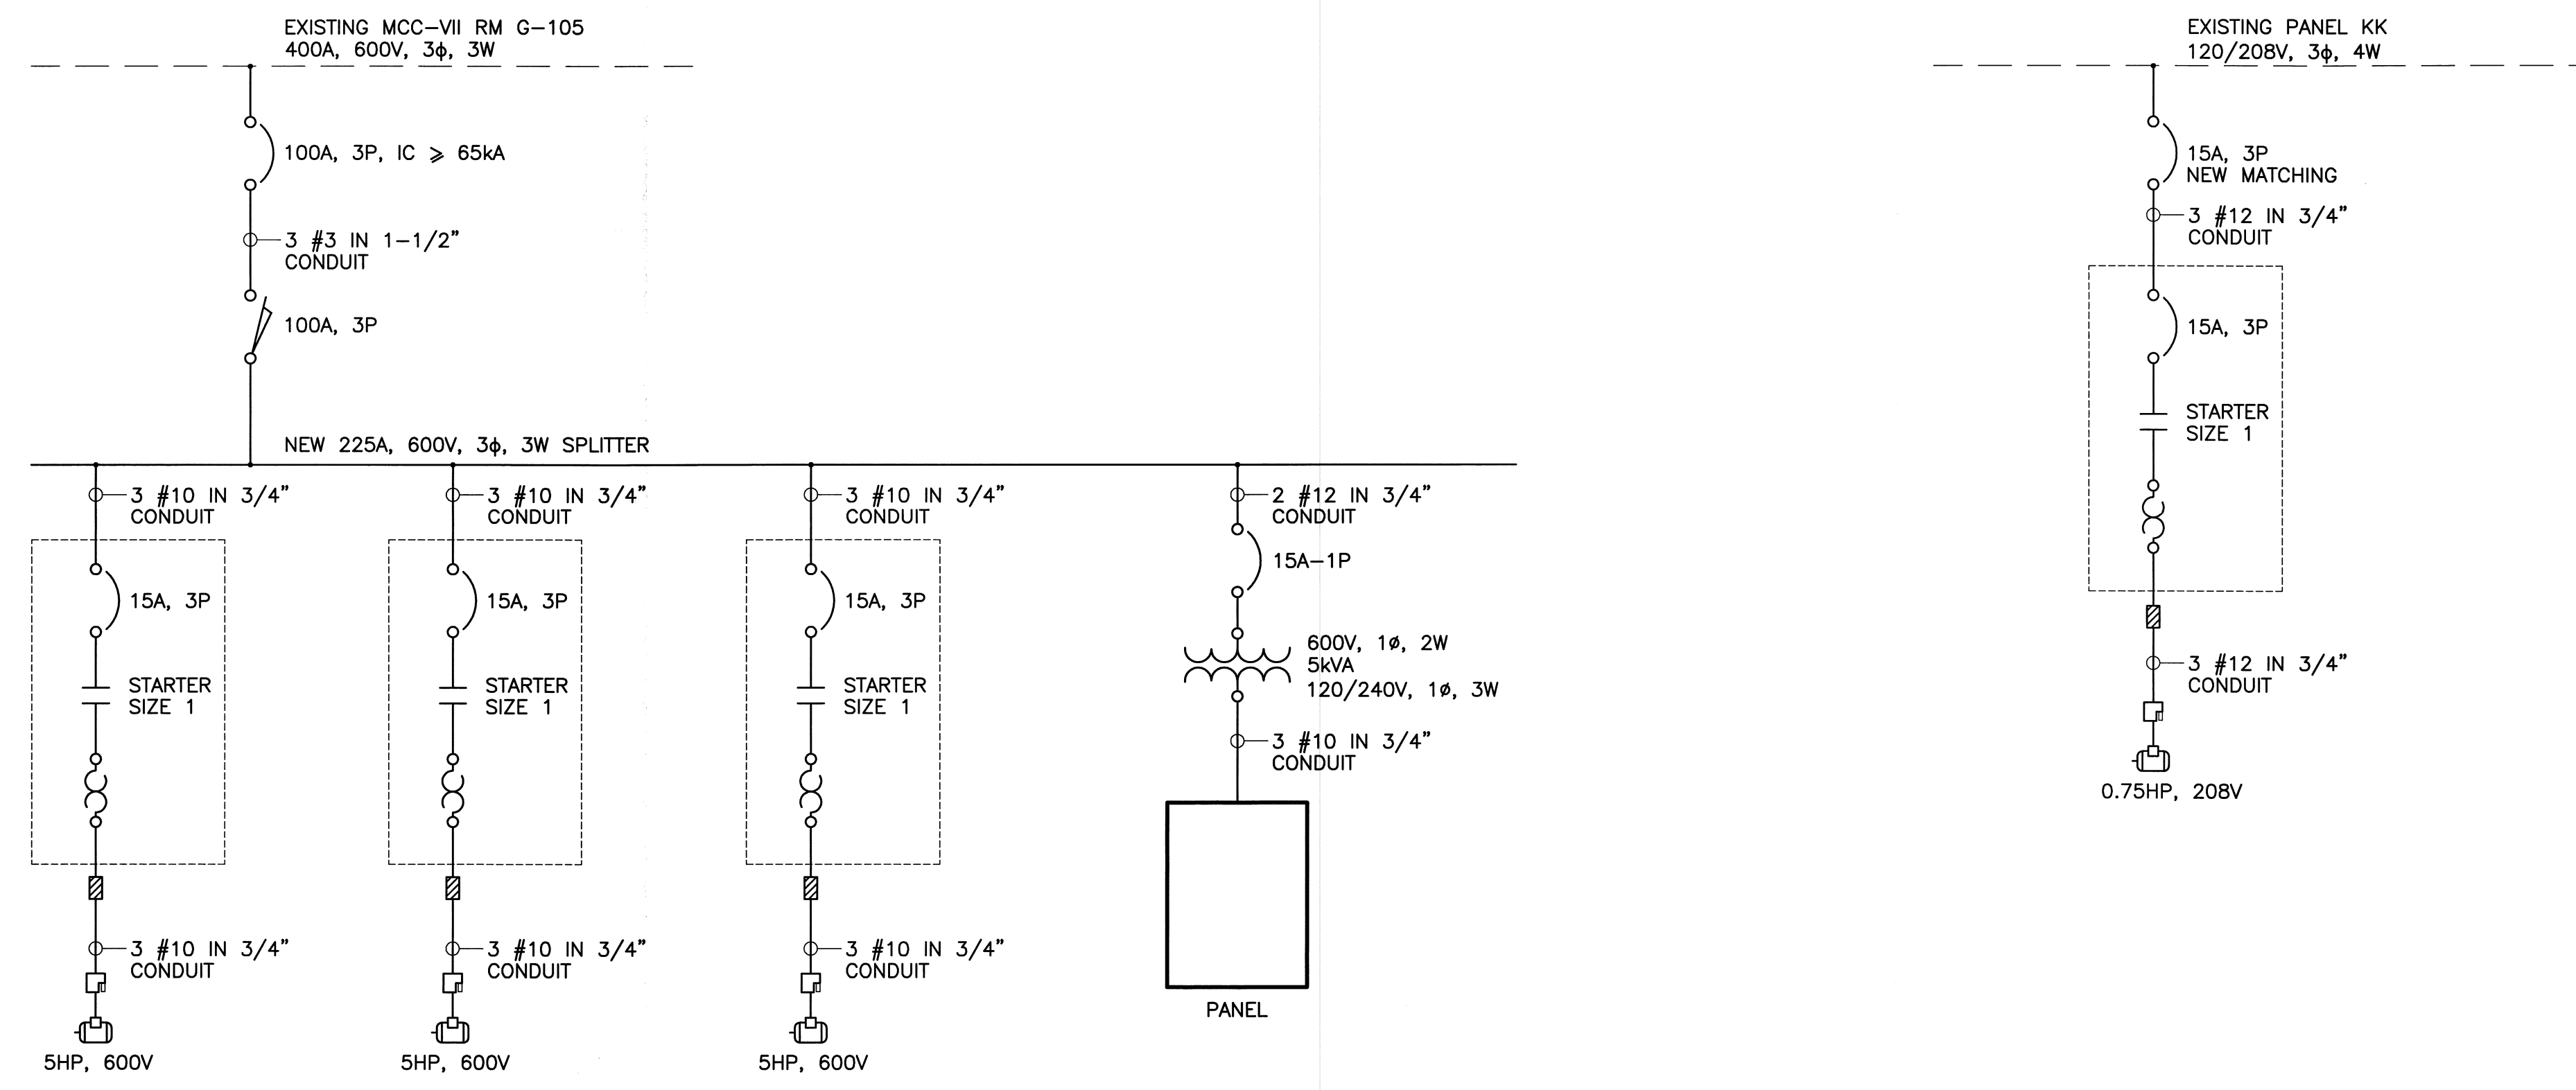 EXISTING MCC-VII RM G-105
400A, 600V, 3ϕ, 3W
100A, 3P, IC ⩾ 65kA
3 #3 IN 1-1/2"
CONDUIT
100A, 3P
NEW 225A, 600V, 3ϕ, 3W SPLITTER
3 #10 IN 3/4"
CONDUIT
15A, 3P
STARTER
SIZE 1
3 #10 IN 3/4"
CONDUIT
5HP, 600V
3 #10 IN 3/4"
CONDUIT
15A, 3P
STARTER
SIZE 1
3 #10 IN 3/4"
CONDUIT
5HP, 600V
3 #10 IN 3/4"
CONDUIT
15A, 3P
STARTER
SIZE 1
3 #10 IN 3/4"
CONDUIT
5HP, 600V
2 #12 IN 3/4"
CONDUIT
15A-1P
600V, 1ø, 2W
5kVA
120/240V, 1ø, 3W
3 #10 IN 3/4"
CONDUIT
PANEL
EXISTING PANEL KK
120/208V, 3ϕ, 4W
15A, 3P
NEW MATCHING
3 #12 IN 3/4"
CONDUIT
15A, 3P
STARTER
SIZE 1
3 #12 IN 3/4"
CONDUIT
0.75HP, 208V